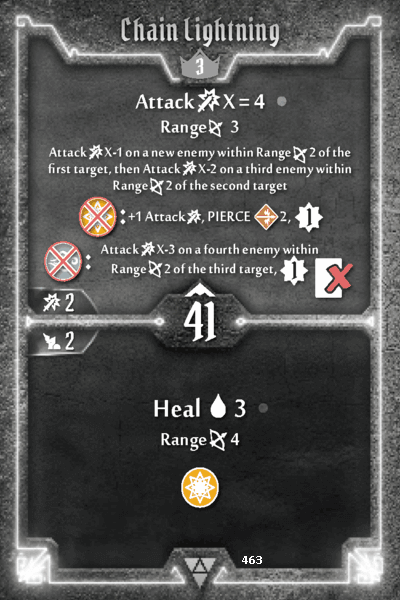 Chain Lightning
3
Attack X = 4
Range 3
Attack X-1 on a new enemy within Range 2 of the
first target, then Attack X-2 on a third enemy within
Range 2 of the second target
: +1 Attack, PIERCE 2, 1
: Attack X-3 on a fourth enemy within
Range 2 of the third target, 1
2
41
2
Heal 3
Range 4
463